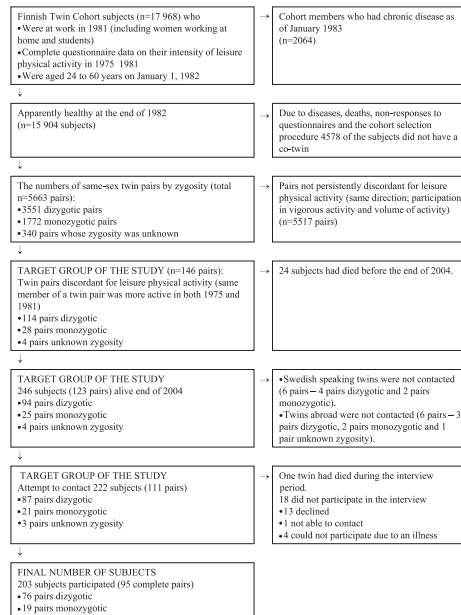 Finnish Twin Cohort subjects (n=17 968) who
•Were at work in 1981 (including women working at
home and students)
•Complete questionnaire data on their intensity of leisure
physical activity in 1975 1981
•Were aged 24 to 60 years on January 1, 1982
→
Cohort members who had chronic disease as
of January 1983
(n=2064)
↓
Apparently healthy at the end of 1982
(n=15 904 subjects)
→
Due to diseases, deaths, non-responses to
questionnaires and the cohort selection
procedure 4578 of the subjects did not have a
co-twin
↓
The numbers of same-sex twin pairs by zygosity (total
n=5663 pairs):
•3551 dizygotic pairs
•1772 monozygotic pairs
•340 pairs whose zygosity was unknown
→
Pairs not persistently discordant for leisure
physical activity (same direction; participation
in vigorous activity and volume of activity)
(n=5517 pairs)
↓
TARGET GROUP OF THE STUDY (n=146 pairs):
Twin pairs discordant for leisure physical activity (same
member of a twin pair was more active in both 1975 and
1981)
•114 pairs dizygotic
•28 pairs monozygotic
•4 pairs unknown zygosity
→
24 subjects had died before the end of 2004.
↓
TARGET GROUP OF THE STUDY
246 subjects (123 pairs) alive end of 2004
•94 pairs dizygotic
•25 pairs monozygotic
•4 pairs unknown zygosity
→
•Swedish speaking twins were not contacted
(6 pairs – 4 pairs dizygotic and 2 pairs
monozygotic).
•Twins abroad were not contacted (6 pairs – 3
pairs dizygotic, 2 pairs monozygotic and 1
pair unknown zygosity).
↓
TARGET GROUP OF THE STUDY
Attempt to contact 222 subjects (111 pairs)
•87 pairs dizygotic
•21 pairs monozygotic
•3 pairs unknown zygosity
→
One twin had died during the interview
period.
18 did not participate in the interview
•13 declined
•1 not able to contact
•4 could not participate due to an illness
↓
FINAL NUMBER OF SUBJECTS
203 subjects participated (95 complete pairs)
•76 pairs dizygotic
•19 pairs monozygotic